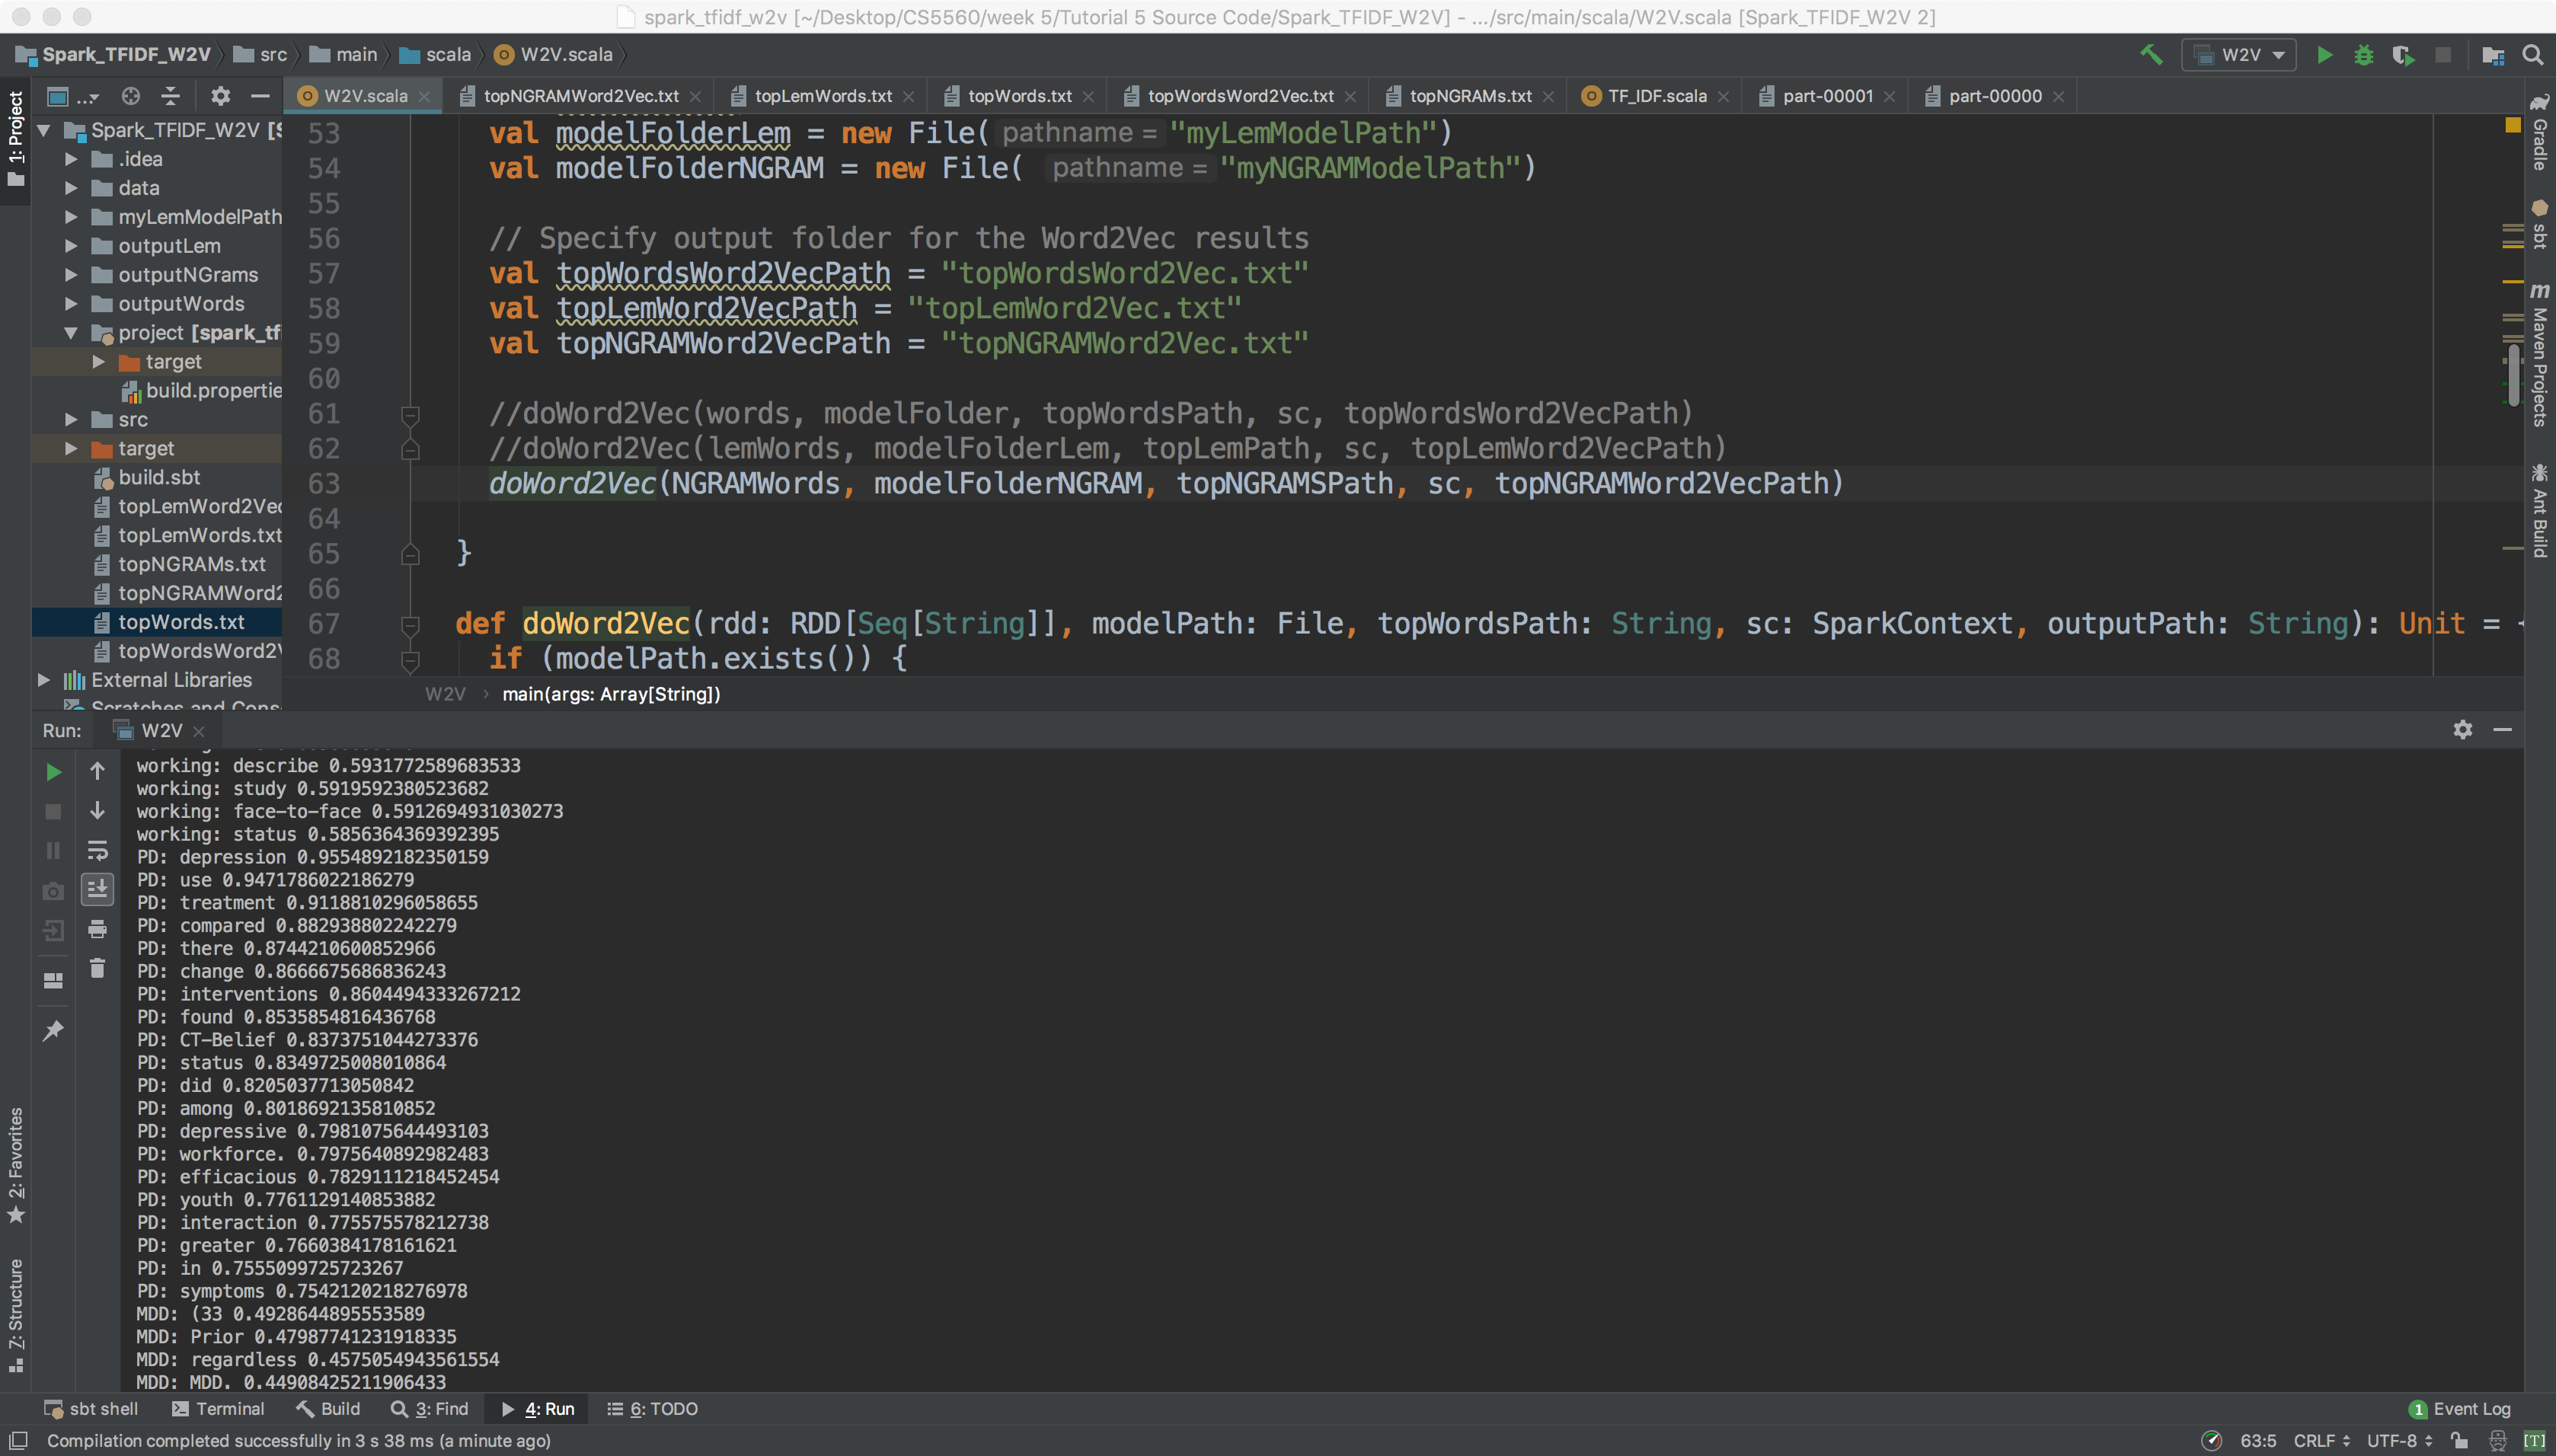 spark_tfidf_w2v [~/Desktop/CS5560/week 5/Tutorial 5 Source Code/Spark_TFIDF_W2V] - .../src/main/scala/W2V.scala [Spark_TFIDF_W2V 2]
Spark_TFIDF_W2V src main scala W2V.scala W2V
... W2V.scala topNGRAMWord2Vec.txt topLemWords.txt topWords.txt topWordsWord2Vec.txt topNGRAMs.txt TF_IDF.scala part-00001 part-00000
1: Project
Spark_TFIDF_W2V [S
.idea
data
myLemModelPath
outputLem
outputNGrams
outputWords
project [spark_tfi
target
build.propertie
src
target
build.sbt
topLemWord2Vec
topLemWords.txt
topNGRAMs.txt
topNGRAMWord2
topWords.txt
topWordsWord2V
External Libraries
Scratches and Cons
53 val modelFolderLem = new File( pathname = "myLemModelPath")
54 val modelFolderNGRAM = new File( pathname = "myNGRAMModelPath")
55
56 // Specify output folder for the Word2Vec results
57 val topWordsWord2VecPath = "topWordsWord2Vec.txt"
58 val topLemWord2VecPath = "topLemWord2Vec.txt"
59 val topNGRAMWord2VecPath = "topNGRAMWord2Vec.txt"
60
61 //doWord2Vec(words, modelFolder, topWordsPath, sc, topWordsWord2VecPath)
62 //doWord2Vec(lemWords, modelFolderLem, topLemPath, sc, topLemWord2VecPath)
63 doWord2Vec(NGRAMWords, modelFolderNGRAM, topNGRAMSPath, sc, topNGRAMWord2VecPath)
64
65 }
66
67 def doWord2Vec(rdd: RDD[Seq[String]], modelPath: File, topWordsPath: String, sc: SparkContext, outputPath: String): Unit = {
68 if (modelPath.exists()) {
W2V main(args: Array[String])
Gradle
sbt
m Maven Projects
Ant Build
Run: W2V
working: describe 0.5931772589683533
working: study 0.5919592380523682
working: face-to-face 0.5912694931030273
working: status 0.5856364369392395
PD: depression 0.9554892182350159
PD: use 0.9471786022186279
PD: treatment 0.9118810296058655
PD: compared 0.882938802242279
PD: there 0.8744210600852966
PD: change 0.8666675686836243
PD: interventions 0.8604494333267212
PD: found 0.8535854816436768
PD: CT-Belief 0.8373751044273376
PD: status 0.8349725008010864
PD: did 0.8205037713050842
PD: among 0.8018692135810852
PD: depressive 0.7981075644493103
PD: workforce. 0.7975640892982483
PD: efficacious 0.7829111218452454
PD: youth 0.7761129140853882
PD: interaction 0.775575578212738
PD: greater 0.7660384178161621
PD: in 0.7555099725723267
PD: symptoms 0.7542120218276978
MDD: (33 0.4928644895553589
MDD: Prior 0.47987741231918335
MDD: regardless 0.4575054943561554
MDD: MDD. 0.44908425211906433
2: Favorites
Z: Structure
sbt shell Terminal Build 3: Find 4: Run 6: TODO 1 Event Log
Compilation completed successfully in 3 s 38 ms (a minute ago) 63:5 CRLF UTF-8 [T]